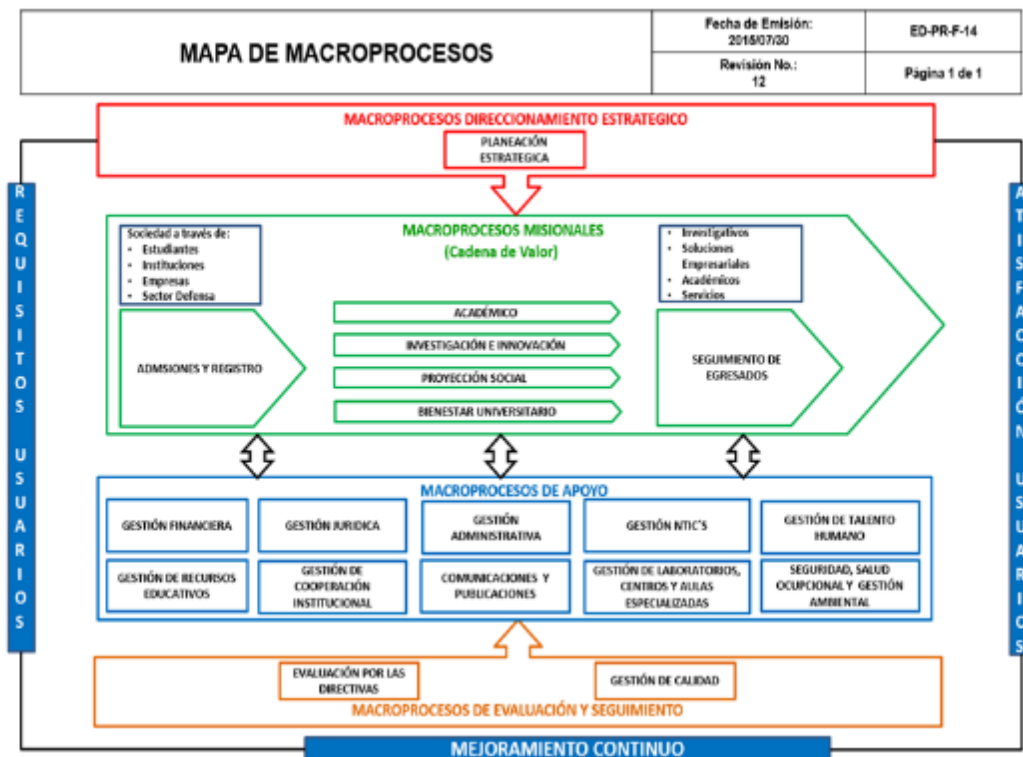 MAPA DE MACROPROCESOS
Fecha de Emisión:
2015/07/30
ED-PR-F-14
Revisión No.:
12
Página 1 de 1
MACROPROCESOS DIRECCIONAMIENTO ESTRATEGICO
PLANEACIÓN
ESTRATEGICA
REQUISITOS USUARIOS
MACROPROCESOS MISIONALES
(Cadena de Valor)
Sociedad a través de:
• Estudiantes
• Instituciones
• Empresas
• Sector Defensa
• Investigativos
• Soluciones
Empresariales
• Académicos
• Servicios
ADMSIONES Y REGISTRO
ACADÉMICO
INVESTIGACIÓN E INNOVACIÓN
PROYECCIÓN SOCIAL
BIENESTAR UNIVERSITARIO
SEGUIMIENTO DE
EGRESADOS
ATISFACCIÓN USUARIOS
MACROPROCESOS DE APOYO
GESTIÓN FINANCIERA
GESTIÓN JURIDICA
GESTIÓN
ADMINISTRATIVA
GESTIÓN NTIC´S
GESTIÓN DE TALENTO
HUMANO
GESTIÓN DE RECURSOS
EDUCATIVOS
GESTIÓN DE
COOPERACIÓN
INSTITUCIONAL
COMUNICACIONES Y
PUBLICACIONES
GESTIÓN DE LABORATORIOS,
CENTROS Y AULAS
ESPECIALIZADAS
SEGURIDAD, SALUD
OCUPACIONAL Y GESTIÓN
AMBIENTAL
EVALUACIÓN POR LAS
DIRECTIVAS
GESTIÓN DE CALIDAD
MACROPROCESOS DE EVALUACIÓN Y SEGUIMIENTO
MEJORAMIENTO CONTINUO